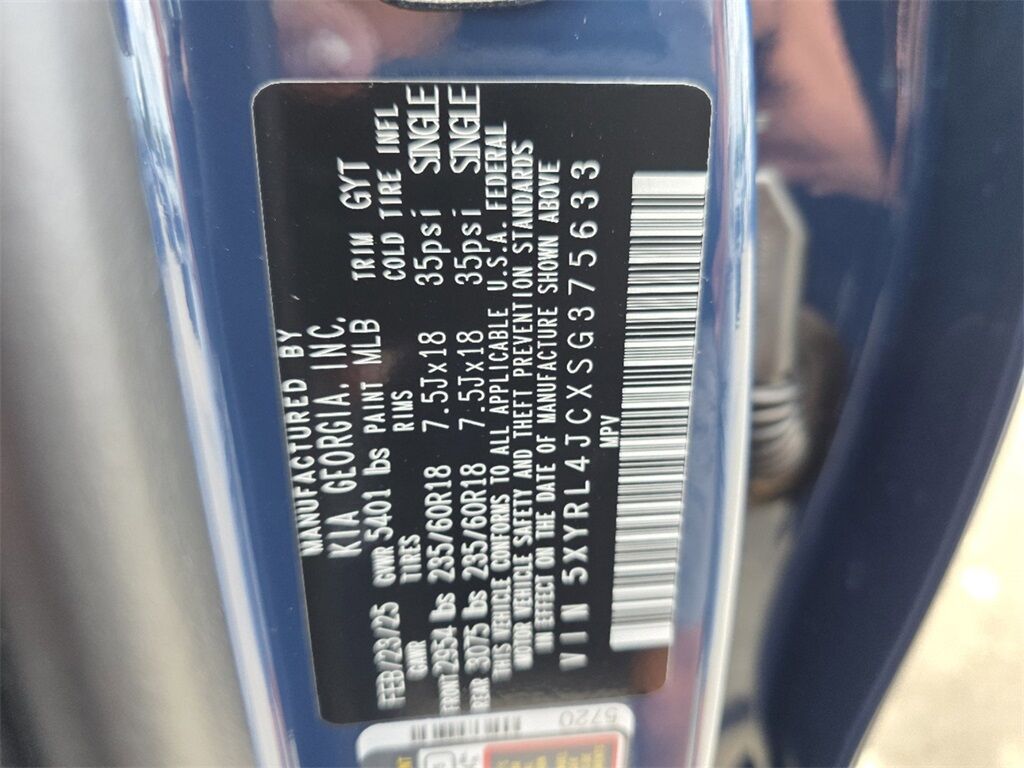 MANUFACTURED BY
KIA GEORGIA, INC.
FEB/23/25 GVWR 5401 lbs PAINT MLB TRIM GYT
GAWR TIRES RIMS COLD TIRE INFL
FRONT 2954 lbs 235/60R18 7.5Jx18 35psi SINGLE
REAR 3075 lbs 235/60R18 7.5Jx18 35psi SINGLE
THIS VEHICLE CONFORMS TO ALL APPLICABLE U.S.A. FEDERAL
MOTOR VEHICLE SAFETY AND THEFT PREVENTION STANDARDS
IN EFFECT ON THE DATE OF MANUFACTURE SHOWN ABOVE
VIN 5XYRL4JCXSG375633
MPV
5720